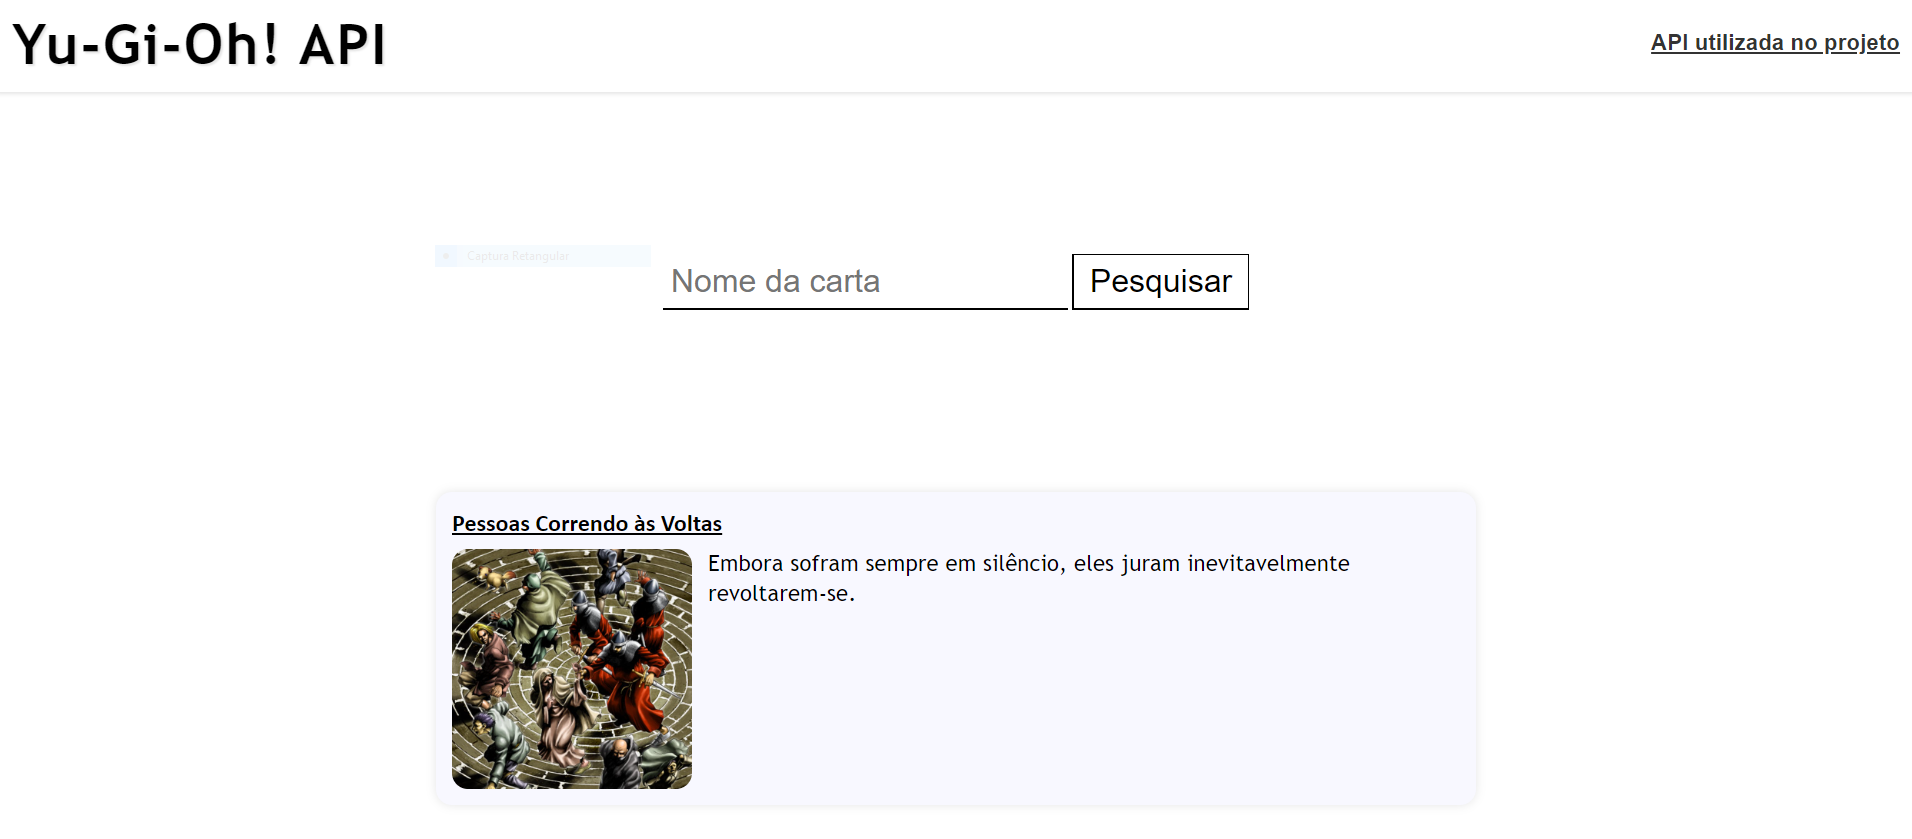 Yu-Gi-Oh! API
API utilizada no projeto
Captura Retangular
Nome da carta
Pesquisar
Pessoas Correndo às Voltas
Embora sofram sempre em silêncio, eles juram inevitavelmente
revoltarem-se.